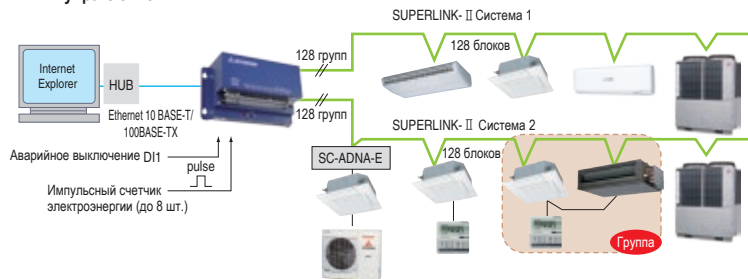 SUPERLINK- II Система 1
128 групп
128 блоков
Internet
Explorer
HUB
Ethernet 10 BASE-T/
100BASE-TX
128 групп
SUPERLINK- II Система 2
Аварийное выключение DI1
pulse
SC-ADNA-E
128 блоков
Импульсный счетчик
электроэнергии (до 8 шт.)
Группа